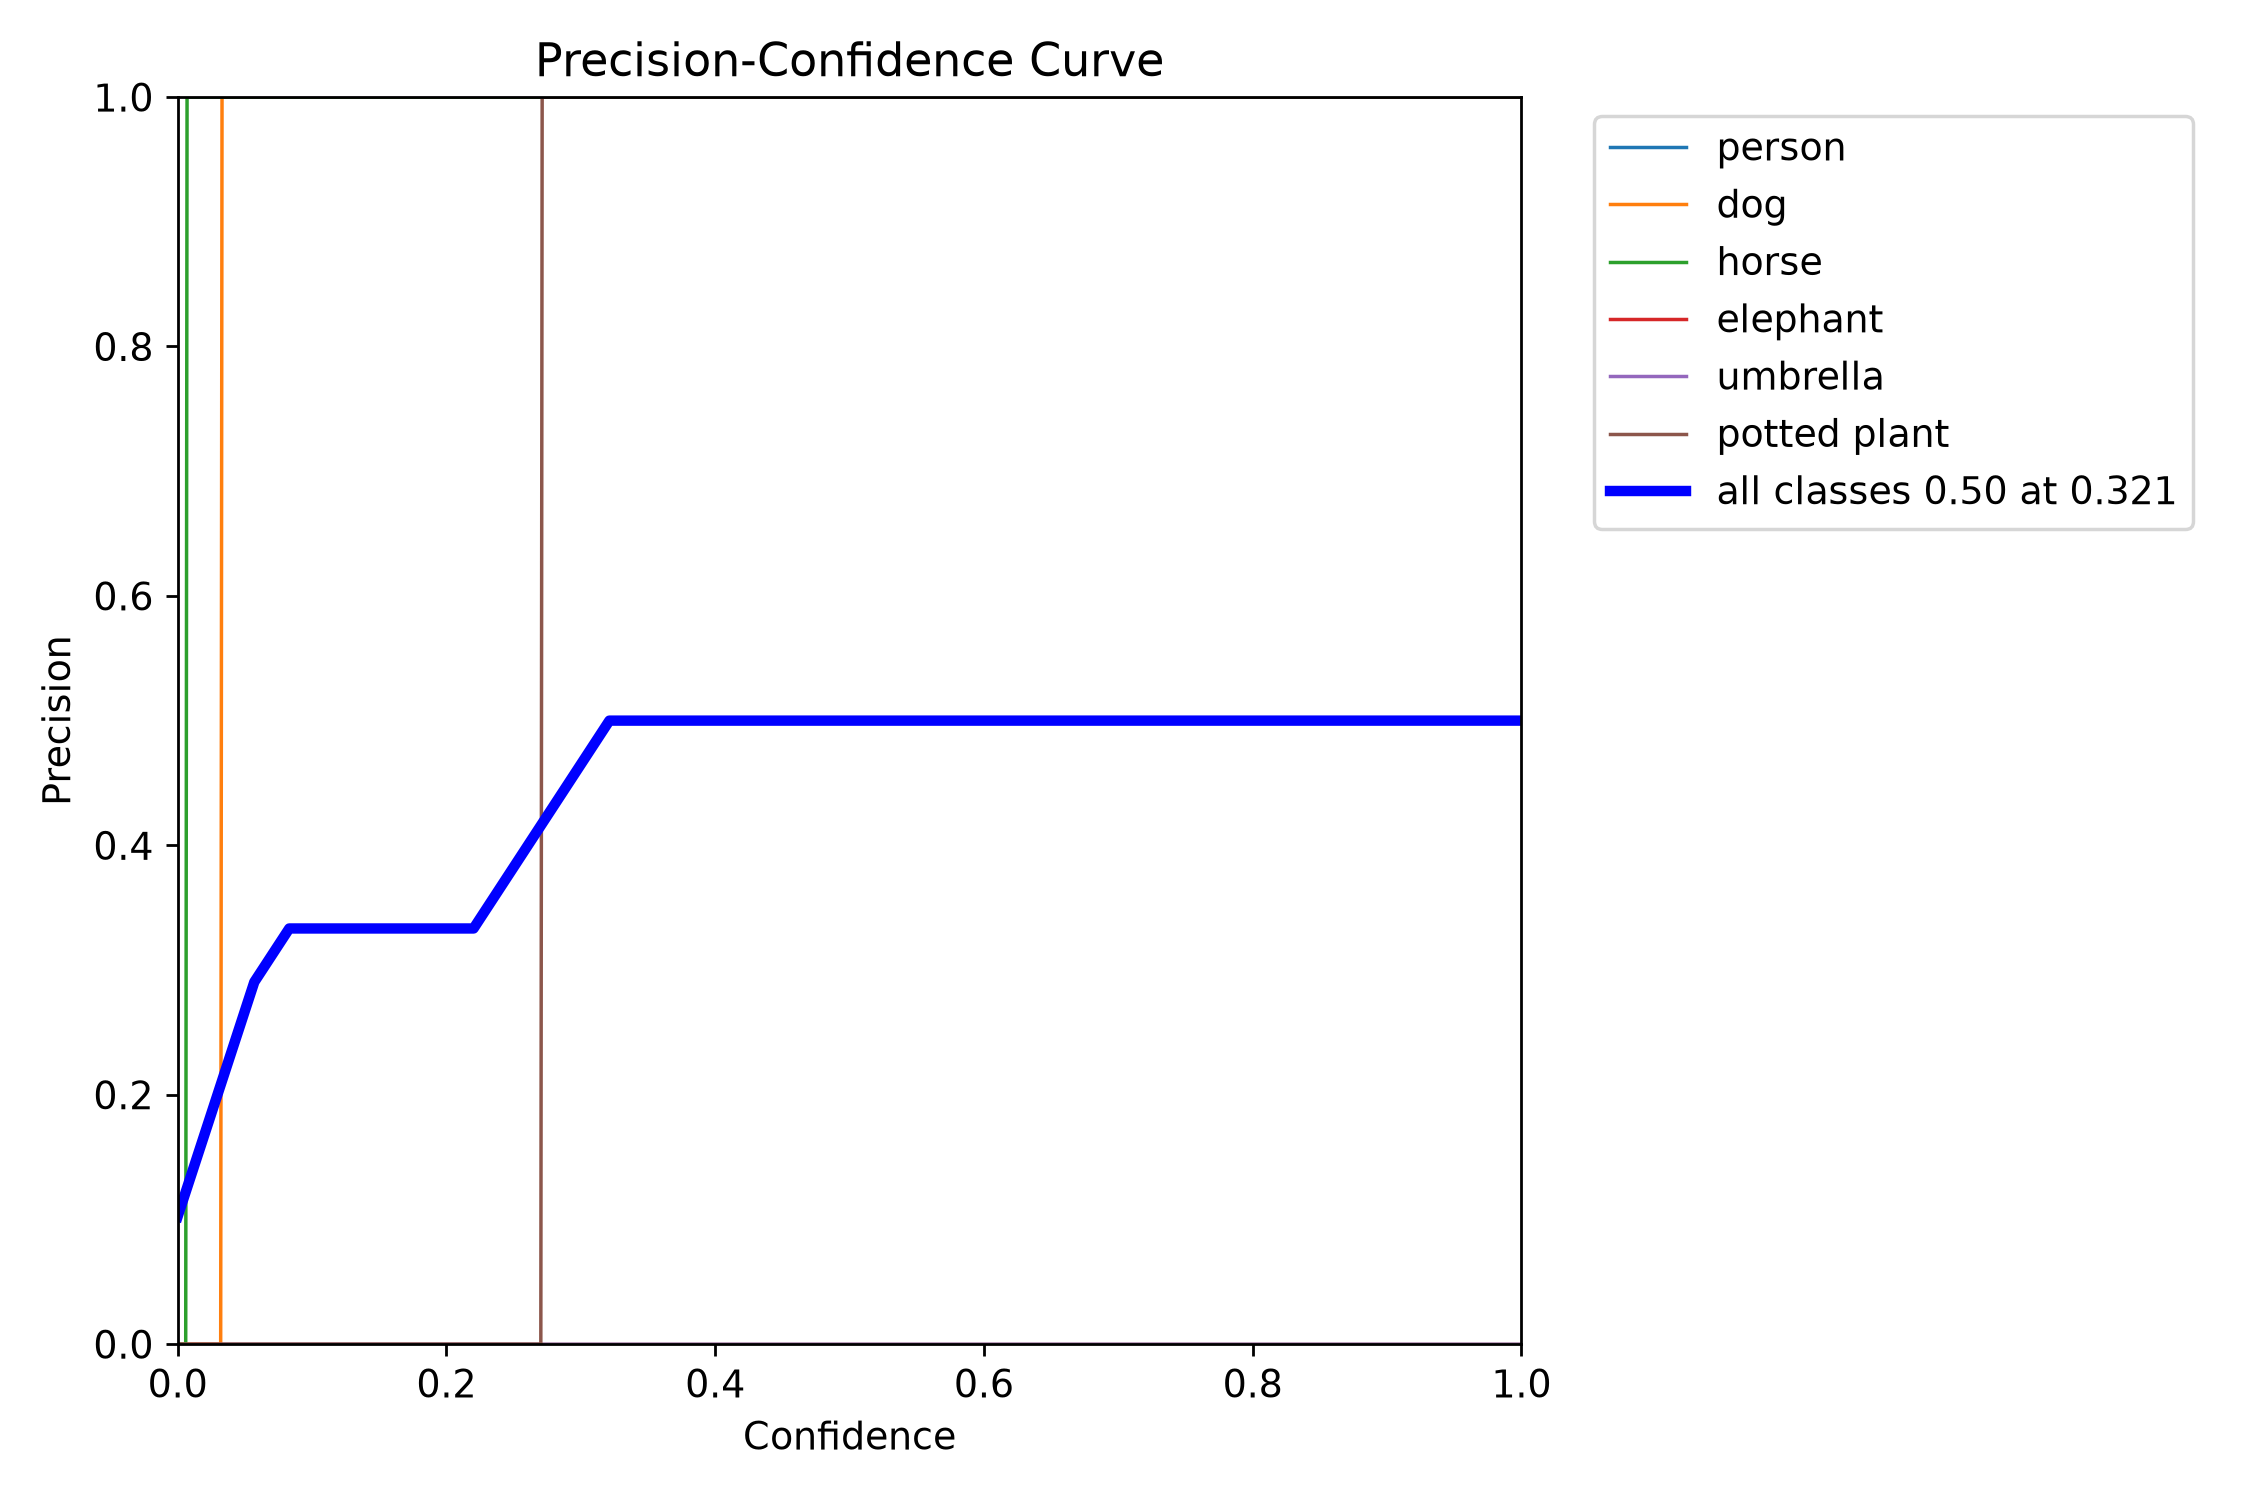 Precision-Confidence Curve
1.0
0.8
0.6
0.4
0.2
0.0
Precision
0.0 0.2 0.4 0.6 0.8 1.0
Confidence
person
dog
horse
elephant
umbrella
potted plant
all classes 0.50 at 0.321